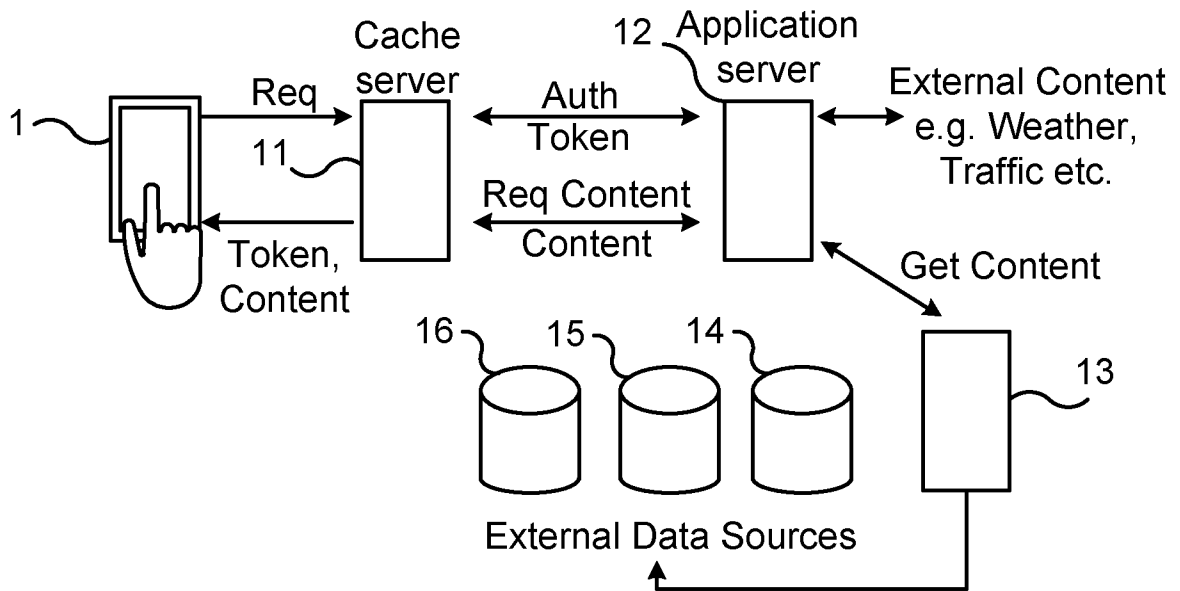 Cache
server
12
Application
server
Req
1
11
Auth
Token
External Content
e.g. Weather,
Traffic etc.
Req Content
Content
Token,
Content
Get Content
16
15
14
13
External Data Sources